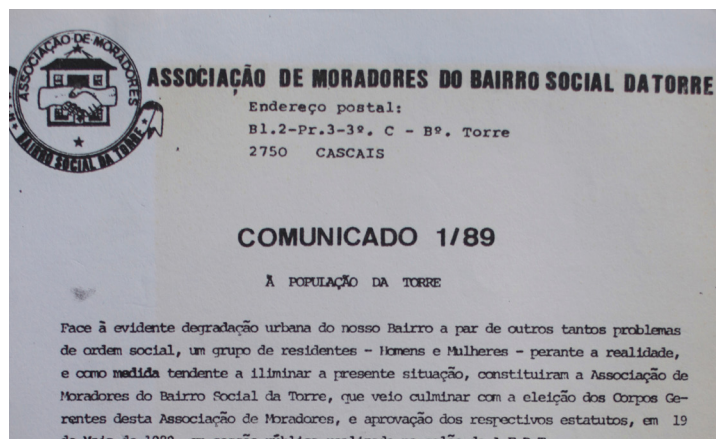 ASSOCIAÇÃO DE MORADORES
BAIRRO SOCIAL DA TORRE
ASSOCIAÇÃO DE MORADORES DO BAIRRO SOCIAL DA TORRE
Endereço postal:
Bl.2-Pr.3-3º. C - Bº. Torre
2750 CASCAIS
COMUNICADO 1/89
À POPULAÇÃO DA TORRE
Face à evidente degradação urbana do nosso Bairro a par de outros tantos problemas
de ordem social, um grupo de residentes - Homens e Mulheres - perante a realidade,
e como medida tendente a iliminar a presente situação, constituiram a Associação de
Moradores do Bairro Social da Torre, que veio culminar com a eleição dos Corpos Ge-
rentes desta Associação de Moradores, e aprovação dos respectivos estatutos, em 19